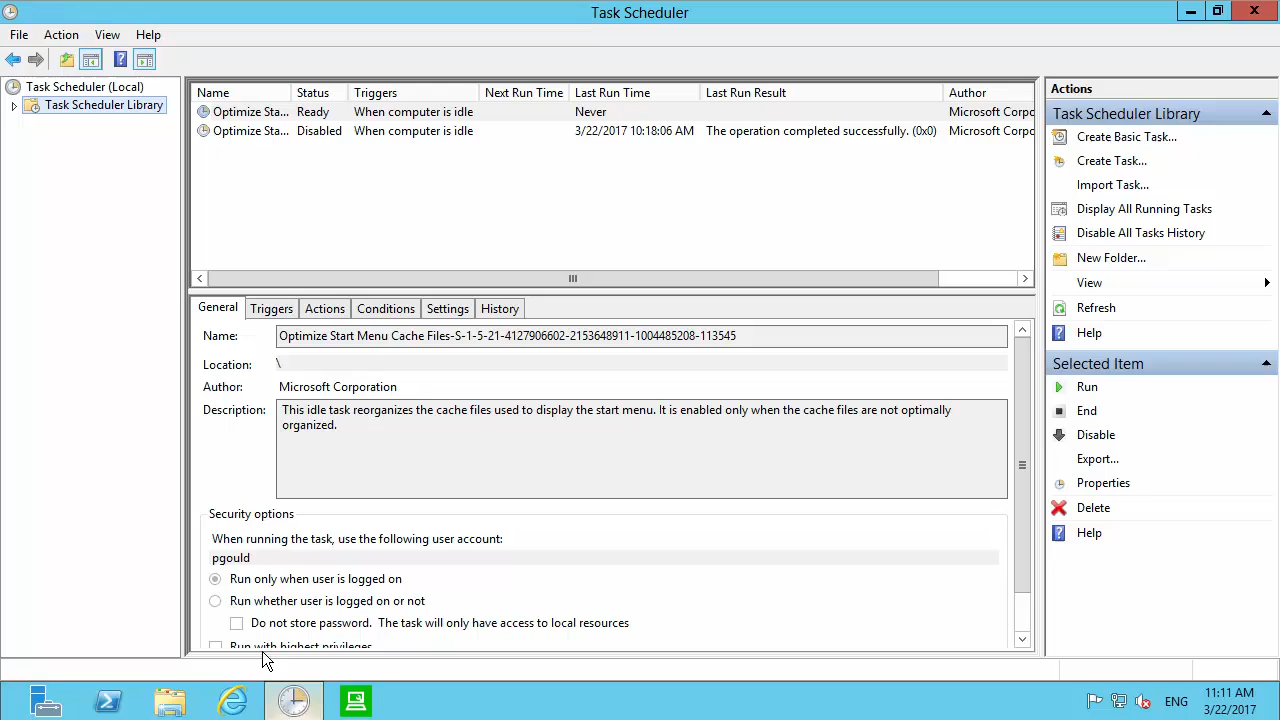 Task Scheduler
File Action View Help
Task Scheduler (Local)
Task Scheduler Library
Name Status Triggers Next Run Time Last Run Time Last Run Result Author
Optimize Sta... Ready When computer is idle Never Microsoft Corpo
Optimize Sta... Disabled When computer is idle 3/22/2017 10:18:06 AM The operation completed successfully. (0x0) Microsoft Corpo
General Triggers Actions Conditions Settings History
Name: Optimize Start Menu Cache Files-S-1-5-21-4127906602-2153648911-1004485208-113545
Location: \
Author: Microsoft Corporation
Description: This idle task reorganizes the cache files used to display the start menu. It is enabled only when the cache files are not optimally
organized.
Security options
When running the task, use the following user account:
pgould
Run only when user is logged on
Run whether user is logged on or not
Do not store password. The task will only have access to local resources
Run with highest privileges
Actions
Task Scheduler Library
Create Basic Task...
Create Task...
Import Task...
Display All Running Tasks
Disable All Tasks History
New Folder...
View
Refresh
Help
Selected Item
Run
End
Disable
Export...
Properties
Delete
Help
ENG
11:11 AM
3/22/2017